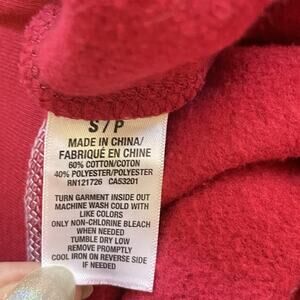 S / P
MADE IN CHINA/
FABRIQUÉ EN CHINE
60% COTTON/COTON
40% POLYESTER/POLYESTER
RN121726 CA53201
TURN GARMENT INSIDE OUT
MACHINE WASH COLD WITH
LIKE COLORS
ONLY NON-CHLORINE BLEACH
WHEN NEEDED
TUMBLE DRY LOW
REMOVE PROMPTLY
COOL IRON ON REVERSE SIDE
IF NEEDED